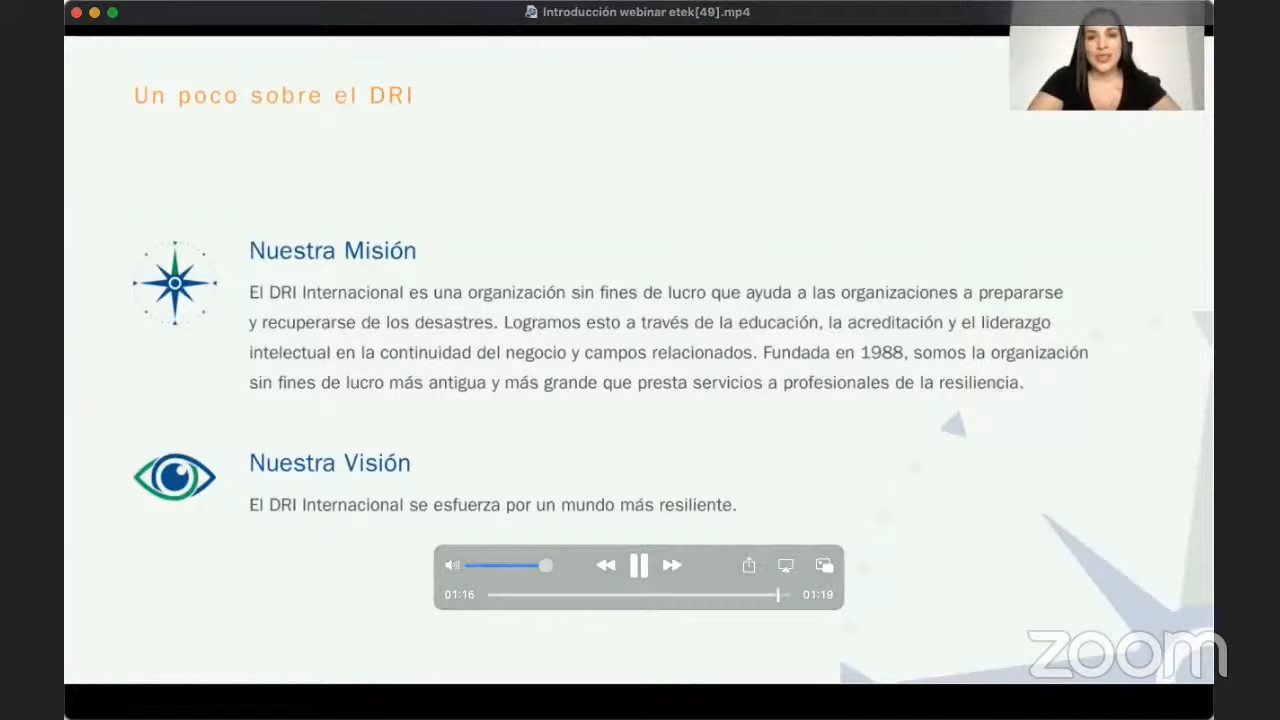 Introducción webinar etek[49].mp4
Un poco sobre el DRI
Nuestra Misión
El DRI Internacional es una organización sin fines de lucro que ayuda a las organizaciones a prepararse
y recuperarse de los desastres. Logramos esto a través de la educación, la acreditación y el liderazgo
intelectual en la continuidad del negocio y campos relacionados. Fundada en 1988, somos la organización
sin fines de lucro más antigua y más grande que presta servicios a profesionales de la resiliencia.
Nuestra Visión
El DRI Internacional se esfuerza por un mundo más resiliente.
01:16
01:19
zoom